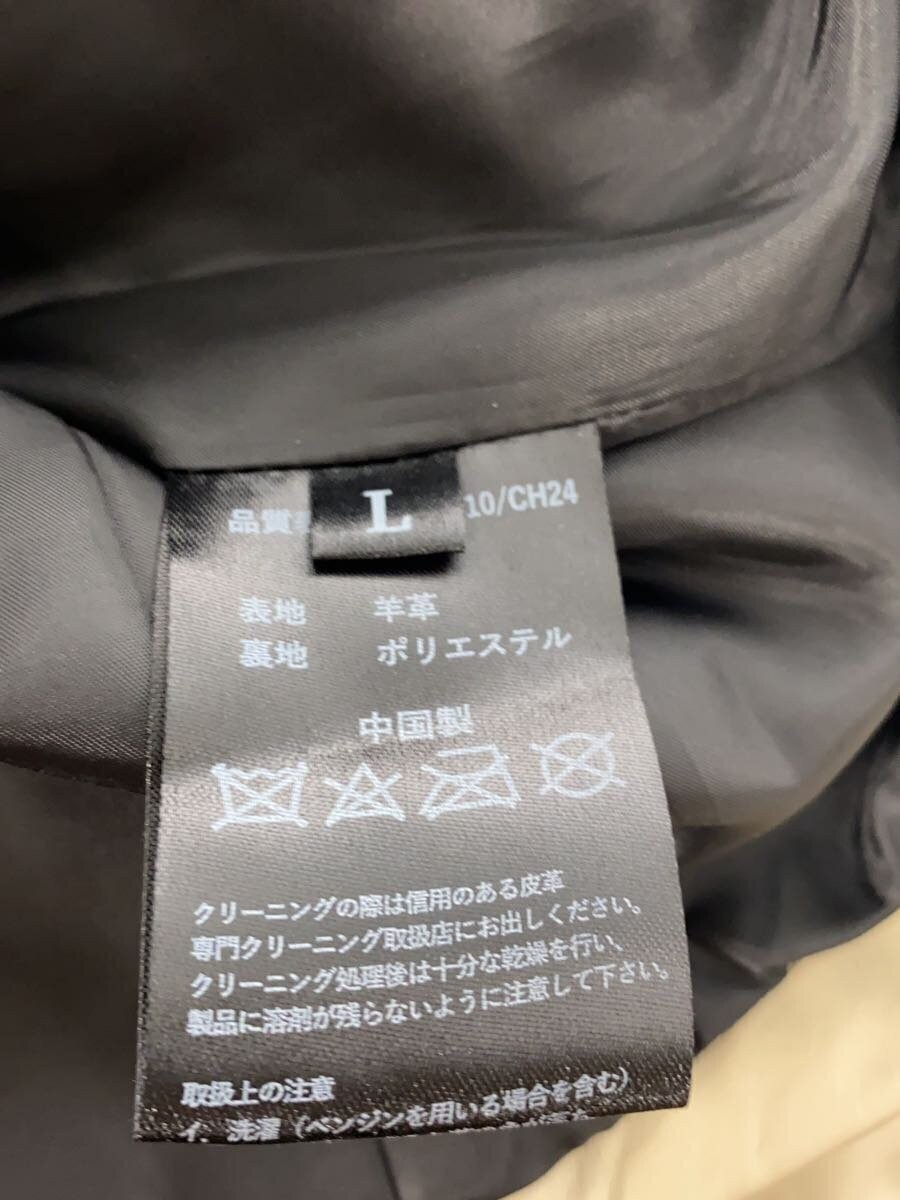 品質
L
10/CH24
表地 羊革
裏地 ポリエステル
中国製
クリーニングの際は信用のある皮革
専門クリーニング取扱店にお出しください。
クリーニング処理後は十分な乾燥を行い、
製品に溶剤が残らないように注意して下さい。
取扱上の注意
イ. 洗濯（ベンジンを用いる場合を含む）